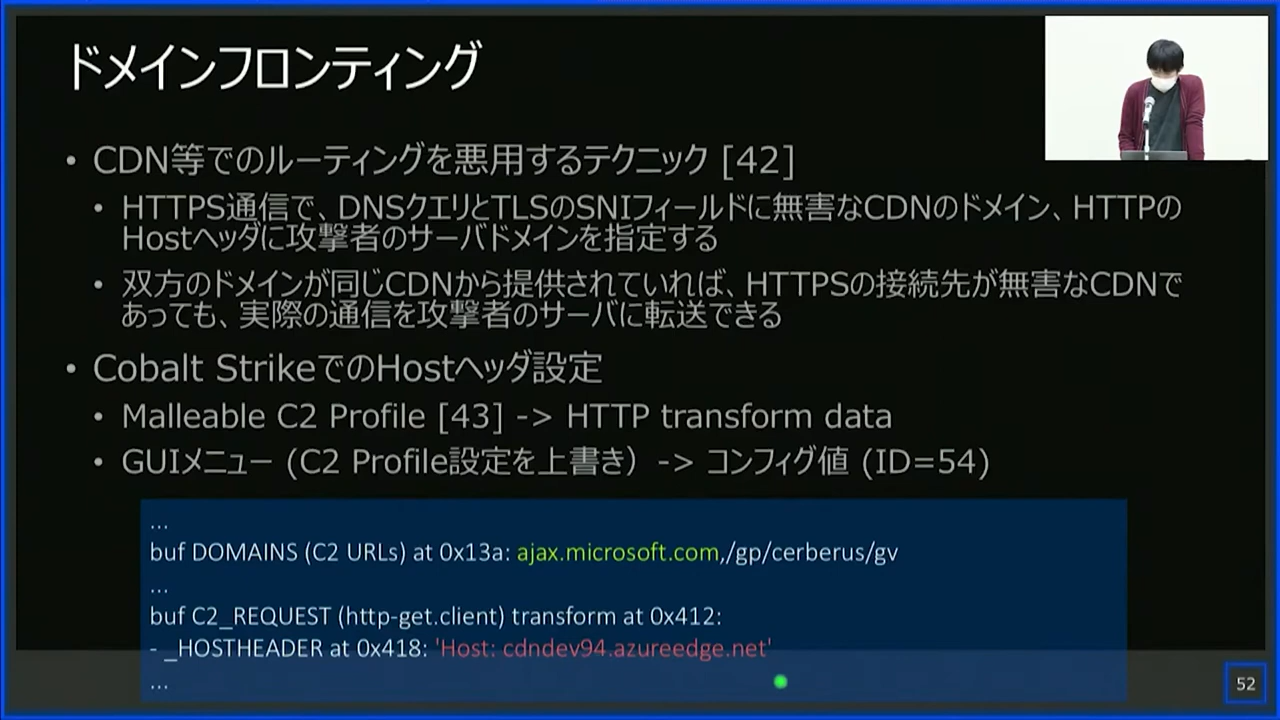 ドメインフロンティング
• CDN等でのルーティングを悪用するテクニック [42]
• HTTPS通信で、DNSクエリとTLSのSNIフィールドに無害なCDNのドメイン、HTTPの
Hostヘッダに攻撃者のサーバドメインを指定する
• 双方のドメインが同じCDNから提供されていれば、HTTPSの接続先が無害なCDNで
あっても、実際の通信を攻撃者のサーバに転送できる
• Cobalt StrikeでのHostヘッダ設定
• Malleable C2 Profile [43] -> HTTP transform data
• GUIメニュー (C2 Profile設定を上書き） -> コンフィグ値 (ID=54)
...
buf DOMAINS (C2 URLs) at 0x13a: ajax.microsoft.com,/gp/cerberus/gv
...
buf C2_REQUEST (http-get.client) transform at 0x412:
- _HOSTHEADER at 0x418: 'Host: cdndev94.azureedge.net'
...
52